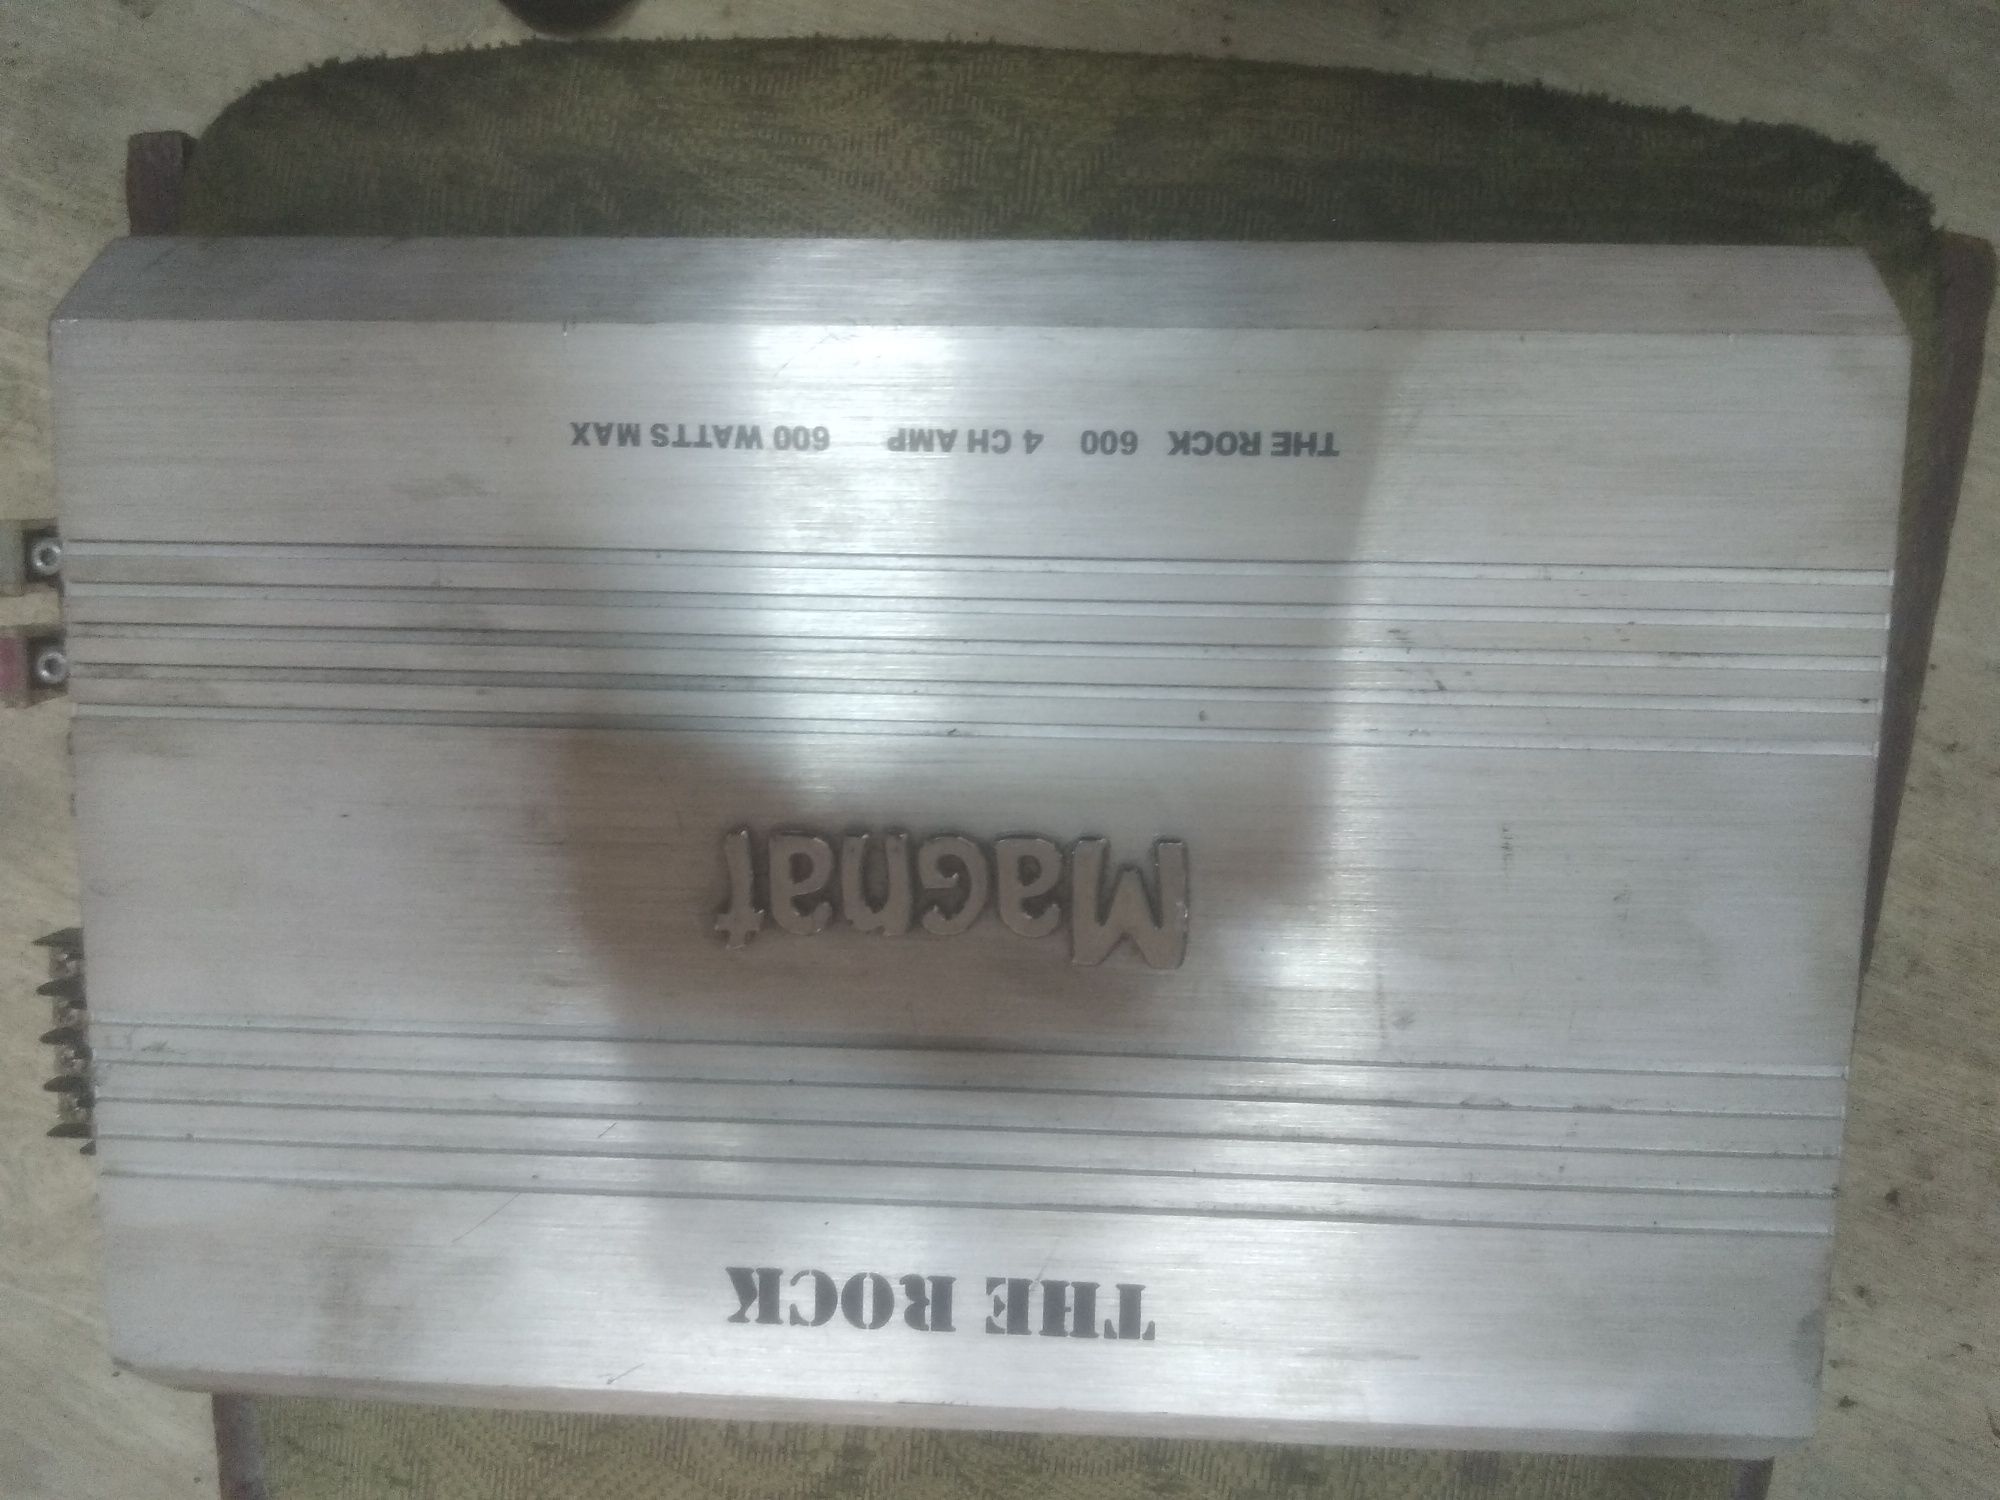 THE ROCK
Magnat
THE ROCK 600 4 CH AMP 600 WATTS MAX